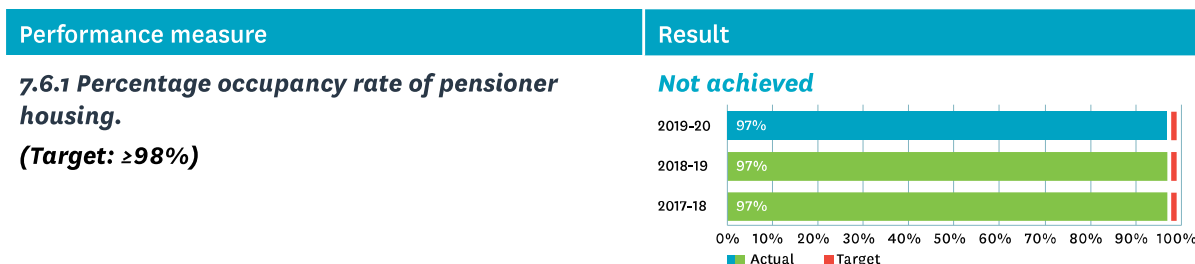 Performance measure
Result
7.6.1 Percentage occupancy rate of pensioner
housing.
(Target: ≥98%)
Not achieved
2019-20 97%
2018-19 97%
2017-18 97%
0% 10% 20% 30% 40% 50% 60% 70% 80% 90% 100%
Actual Target